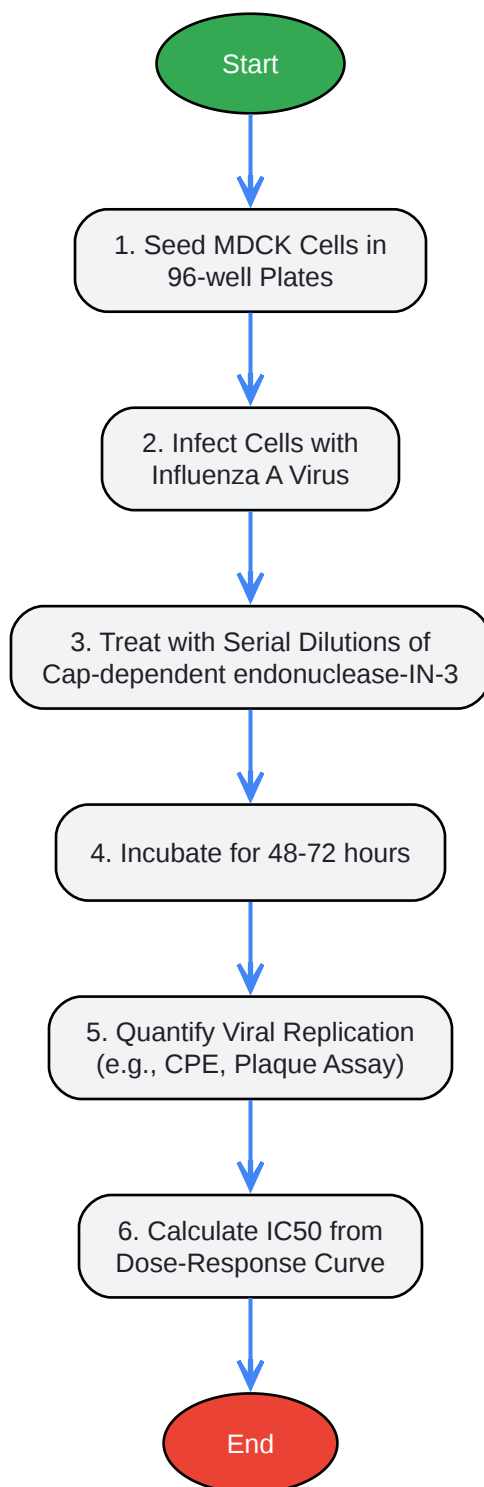 Start
1. Seed MDCK Cells in
96-well Plates
2. Infect Cells with
Influenza A Virus
3. Treat with Serial Dilutions of
Cap-dependent endonuclease-IN-3
4. Incubate for 48-72 hours
5. Quantify Viral Replication
(e.g., CPE, Plaque Assay)
6. Calculate IC50 from
Dose-Response Curve
End